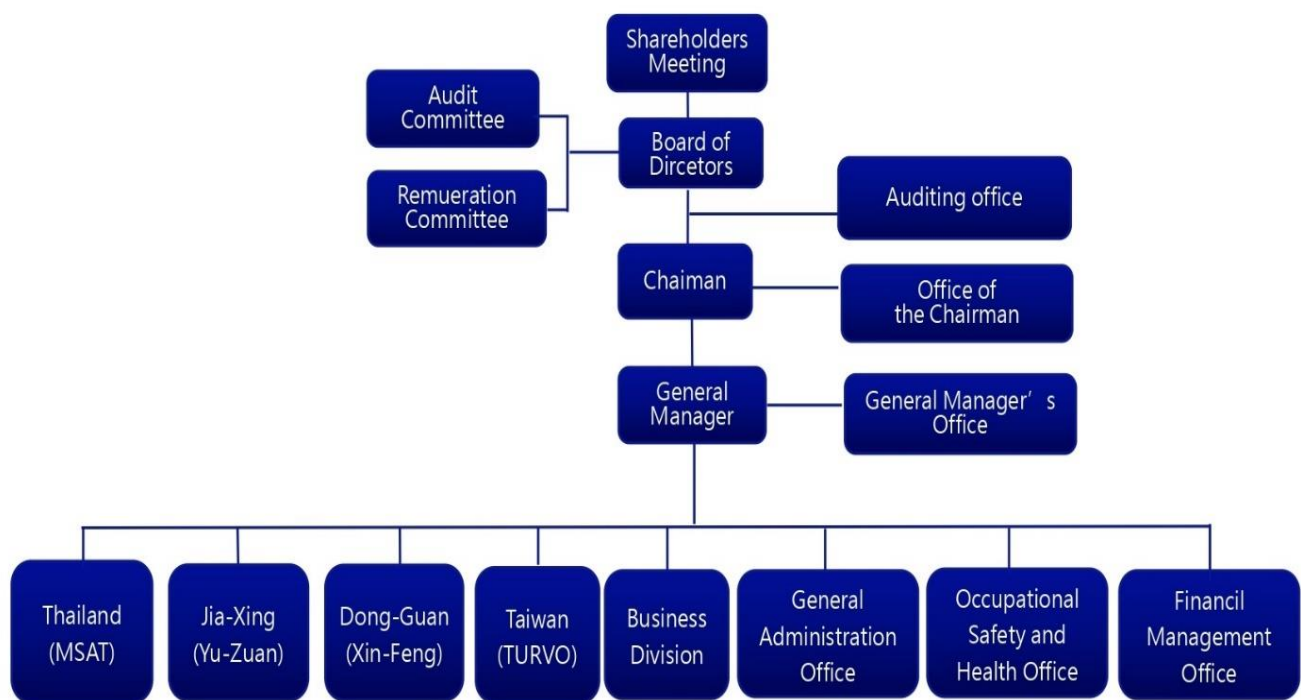 Shareholders
Meeting
Audit
Committee
Board of
Dircetors
Remueration
Committee
Auditing office
Chaiman
Office of
the Chairman
General
Manager
General Manager's
Office
Thailand
(MSAT)
Jia-Xing
(Yu-Zuan)
Dong-Guan
(Xin-Feng)
Taiwan
(TURVO)
Business
Division
General
Administration
Office
Occupational
Safety and
Health Office
Financil
Management
Office